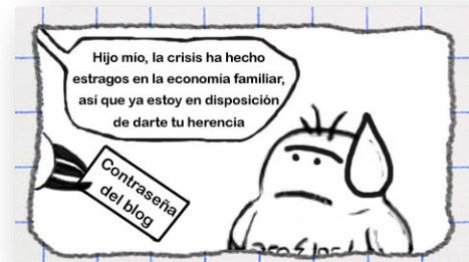 Hijo mío, la crisis ha hecho
estragos en la economía familiar,
así que ya estoy en disposición
de darte tu herencia
Contraseña
del blog